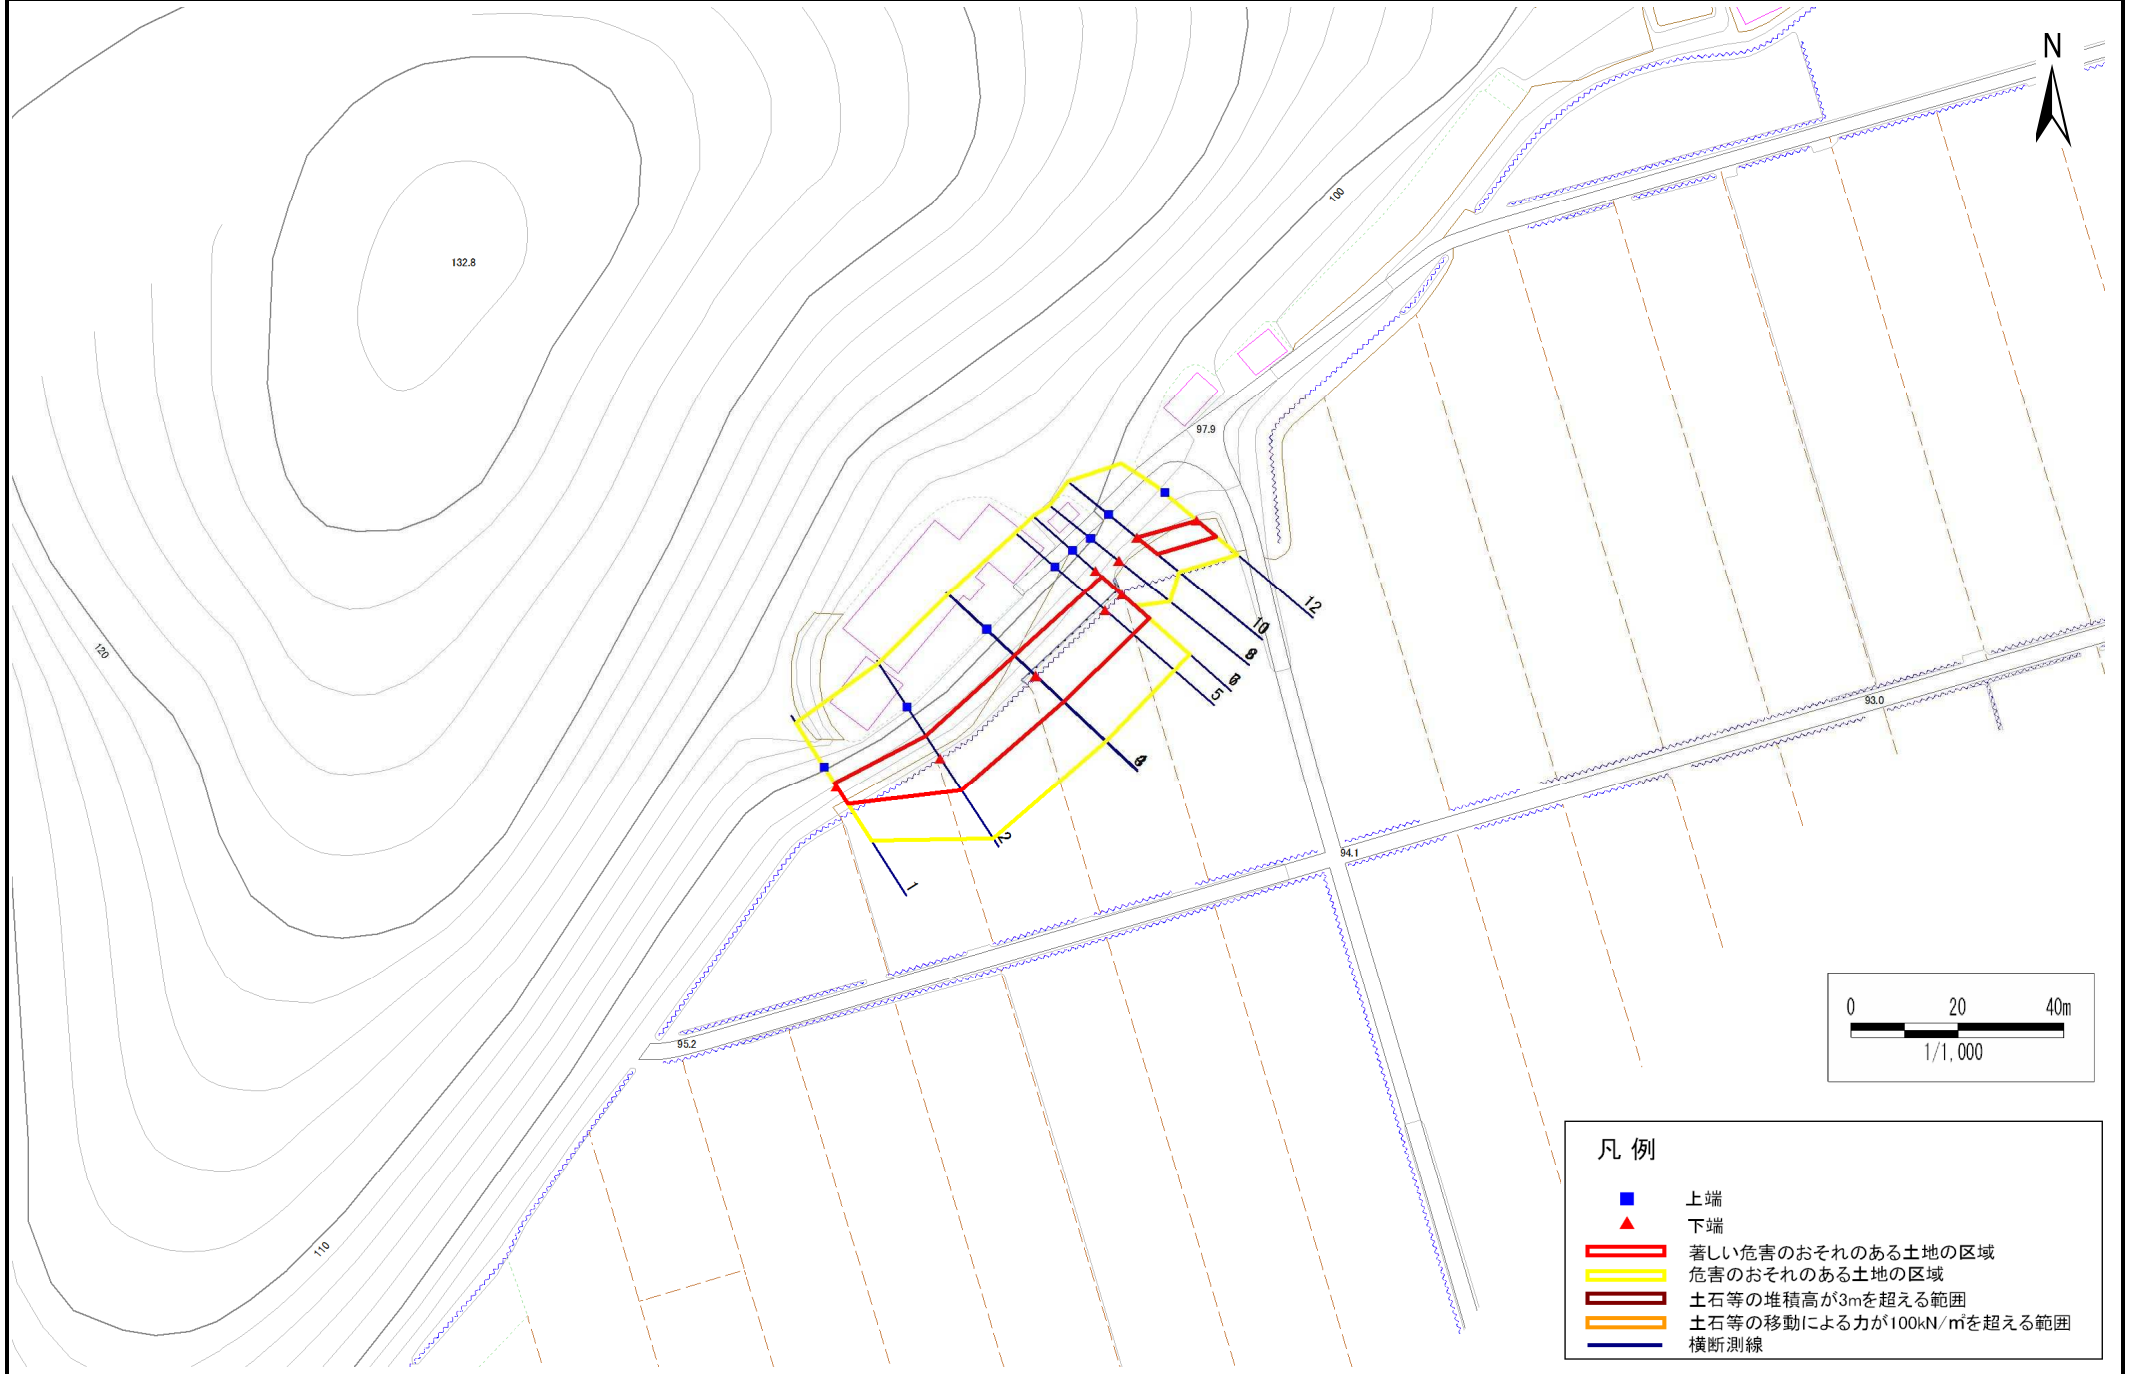 N
100
132.8
97.9
12
10
8
5
120
93.0
2
94.1
1
95.2
110
0 20 40m
1/1,000
凡 例
上端
下端
著しい危害のおそれのある土地の区域
危害のおそれのある土地の区域
土石等の堆積高が3mを超える範囲
土石等の移動による力が100kN/㎡を超える範囲
横断測線